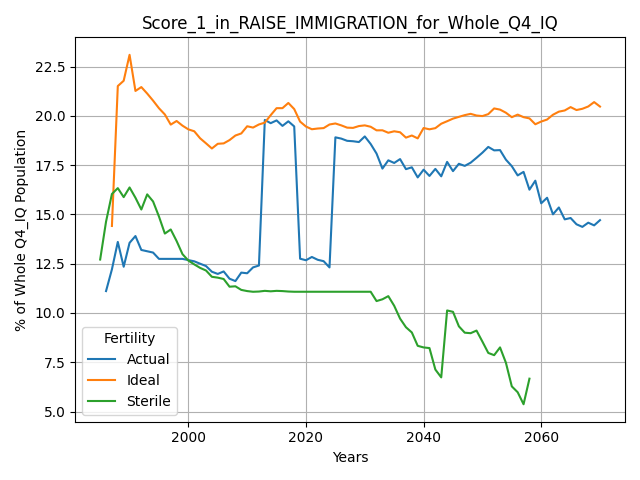 Score_1_in_RAISE_IMMIGRATION_for_Whole_Q4_IQ
% of Whole Q4_IQ Population
22.5
20.0
17.5
15.0
12.5
10.0
7.5
5.0
Fertility
Actual
Ideal
Sterile
2000 2020 2040 2060
Years